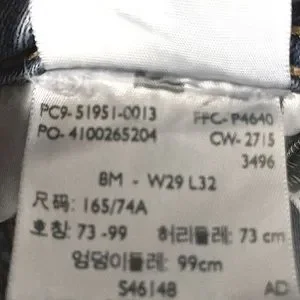 PC9- 51951-0013 FFC- P4640
PO- 4100265204 CW- 2715
3496
BM - W29 L32
尺码: 165/74A
호칭: 73 -99 허리둘레: 73 cm
엉덩이둘레: 99cm
S46148 AD